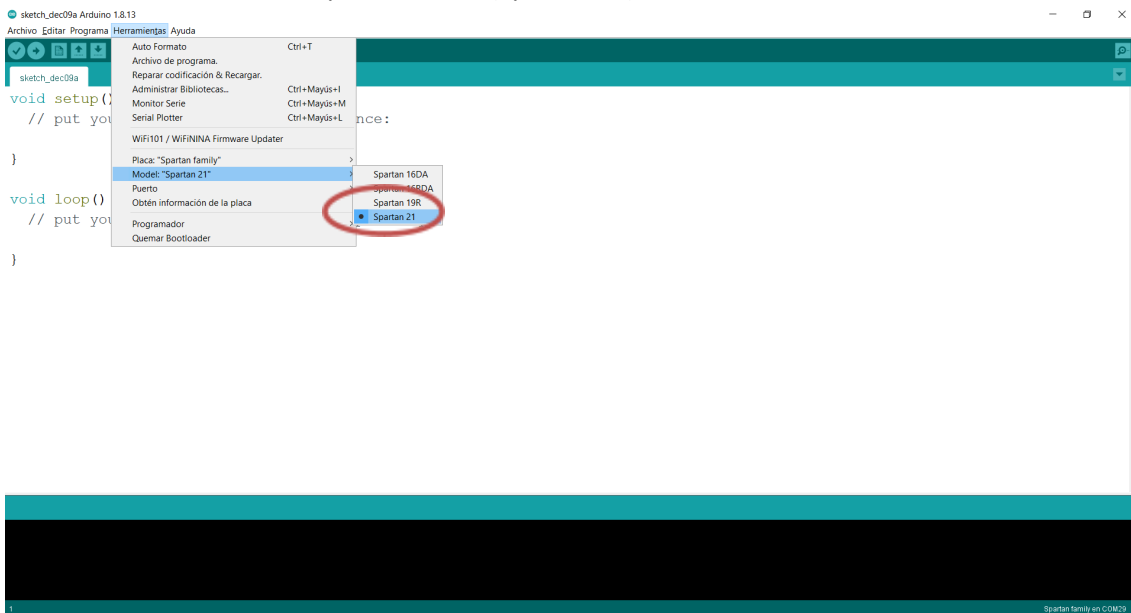 sketch_dec09a Arduino 1.8.13
Archivo Editar Programa Herramientas Ayuda
sketch_dec09a
void setup()
// put you nce:
}
void loop()
// put you
}
Auto Formato Ctrl+T
Archivo de programa.
Reparar codificación & Recargar.
Administrar Bibliotecas... Ctrl+Mayús+I
Monitor Serie Ctrl+Mayús+M
Serial Plotter Ctrl+Mayús+L
WiFi101 / WiFiNINA Firmware Updater
Placa: "Spartan family"
Model: "Spartan 21"
Puerto
Obtén información de la placa
Programador
Quemar Bootloader
Spartan 16DA
Spartan 16RDA
Spartan 19R
Spartan 21
1
Spartan family en COM29